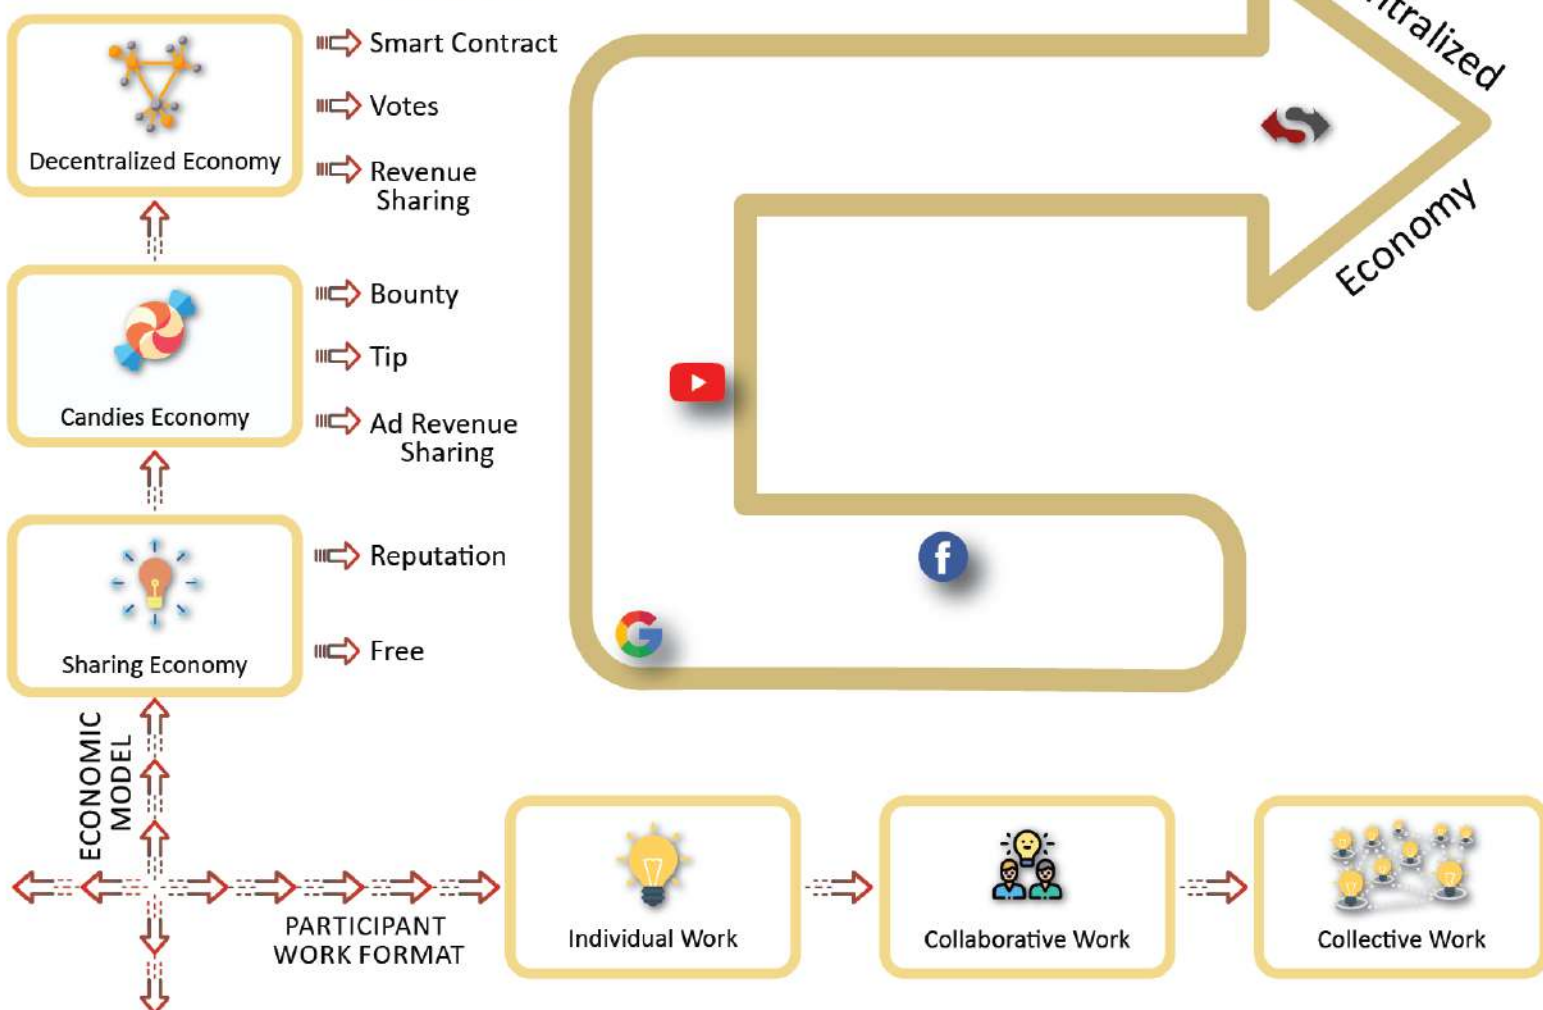 Smart Contract
Votes
Decentralized Economy
Revenue
Sharing
Economy
Bounty
Tip
Candies Economy
Ad Revenue
Sharing
Reputation
Free
Sharing Economy
ECONOMIC
MODEL
PARTICIPANT
WORK FORMAT
Individual Work
Collaborative Work
Collective Work